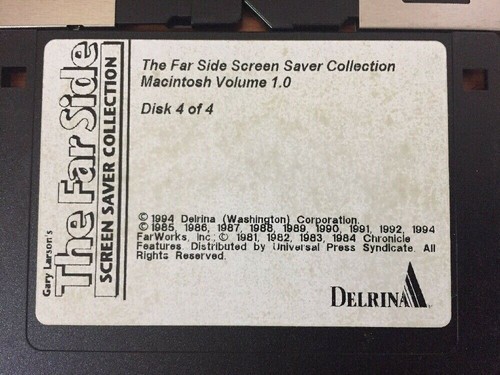 Gary Larson's
The Far Side
SCREEN SAVER COLLECTION
The Far Side Screen Saver Collection
Macintosh Volume 1.0
Disk 4 of 4
© 1994 Delrina (Washington) Corporation.
© 1985, 1986, 1987, 1988, 1989, 1990, 1991, 1992, 1994
FarWorks, Inc.; © 1981, 1982, 1983, 1984 Chronicle
Features. Distributed by Universal Press Syndicate. All
Rights Reserved.
DELRINA